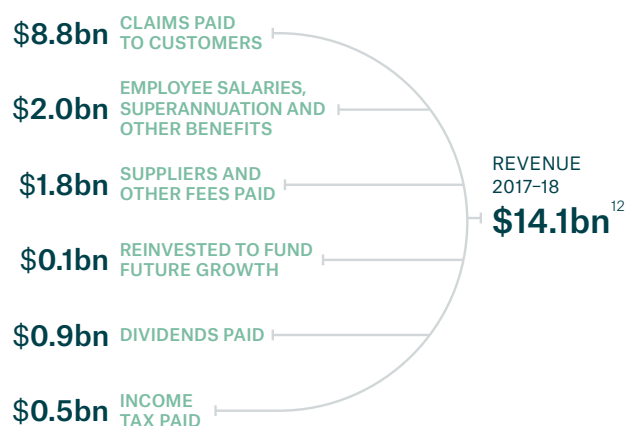 $8.8bn CLAIMS PAID
TO CUSTOMERS
$2.0bn EMPLOYEE SALARIES,
SUPERANNUATION AND
OTHER BENEFITS
$1.8bn SUPPLIERS AND
OTHER FEES PAID
$0.1bn REINVESTED TO FUND
FUTURE GROWTH
$0.9bn DIVIDENDS PAID
$0.5bn INCOME
TAX PAID
REVENUE
2017–18
$14.1bn12